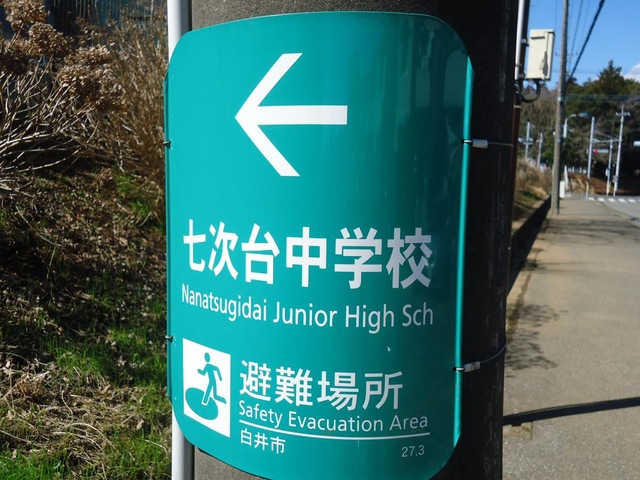 七次台中学校
Nanatsugidai Junior High Sch
避難場所
Safety Evacuation Area
白井市
27.3